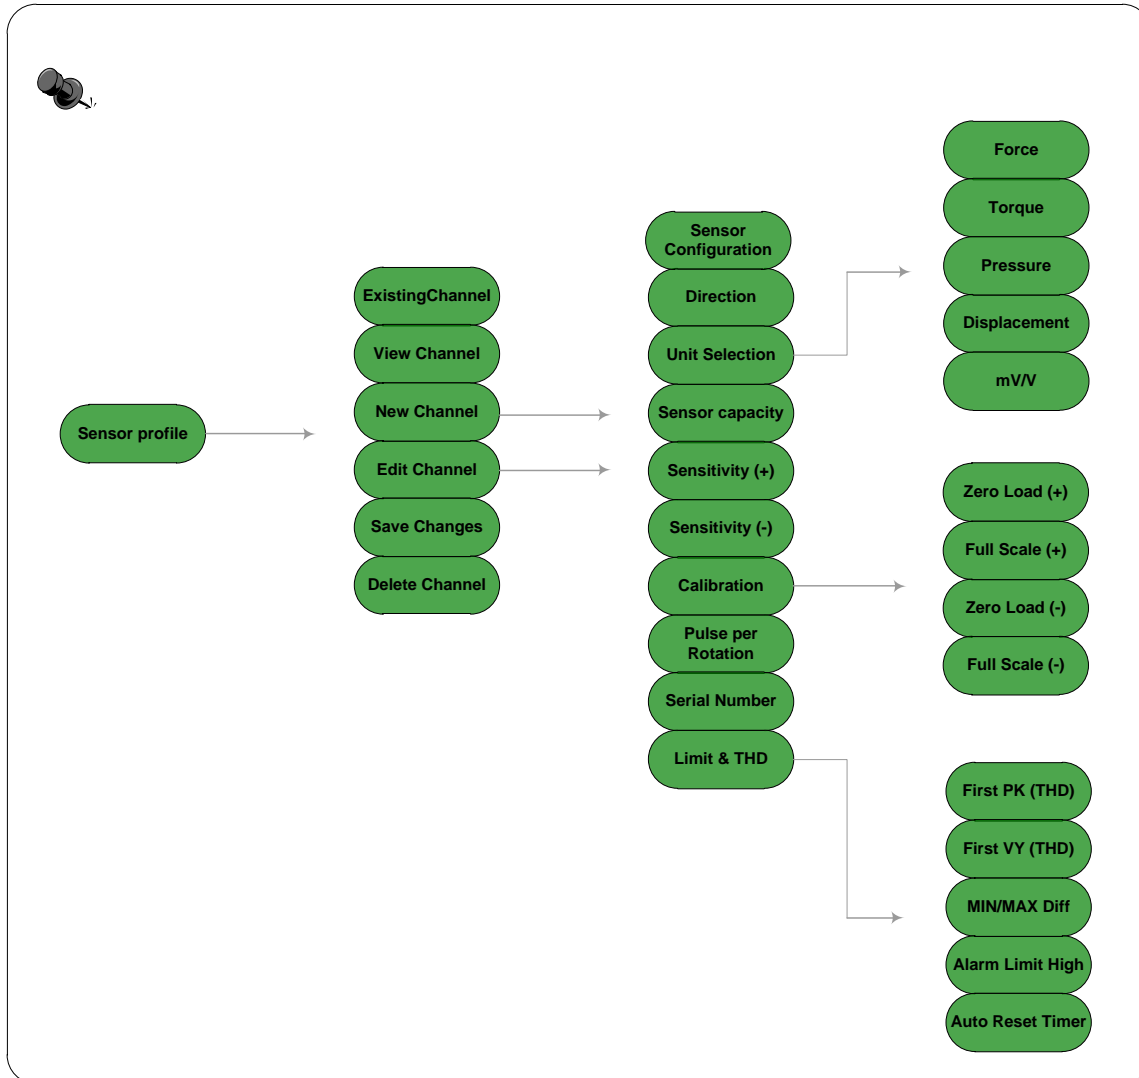 Sensor profile
ExistingChannel
View Channel
New Channel
Edit Channel
Save Changes
Delete Channel
Sensor
Configuration
Direction
Unit Selection
Sensor capacity
Sensitivity (+)
Sensitivity (-)
Calibration
Pulse per
Rotation
Serial Number
Limit & THD
Force
Torque
Pressure
Displacement
mV/V
Zero Load (+)
Full Scale (+)
Zero Load (-)
Full Scale (-)
First PK (THD)
First VY (THD)
MIN/MAX Diff
Alarm Limit High
Auto Reset Timer